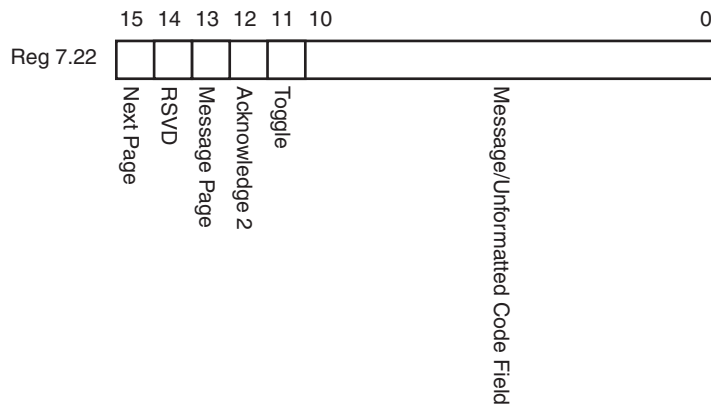 15 14 13 12 11 10 0
Reg 7.22
Next Page
RSVD
Message Page
Acknowledge 2
Toggle
Message/Unformatted Code Field